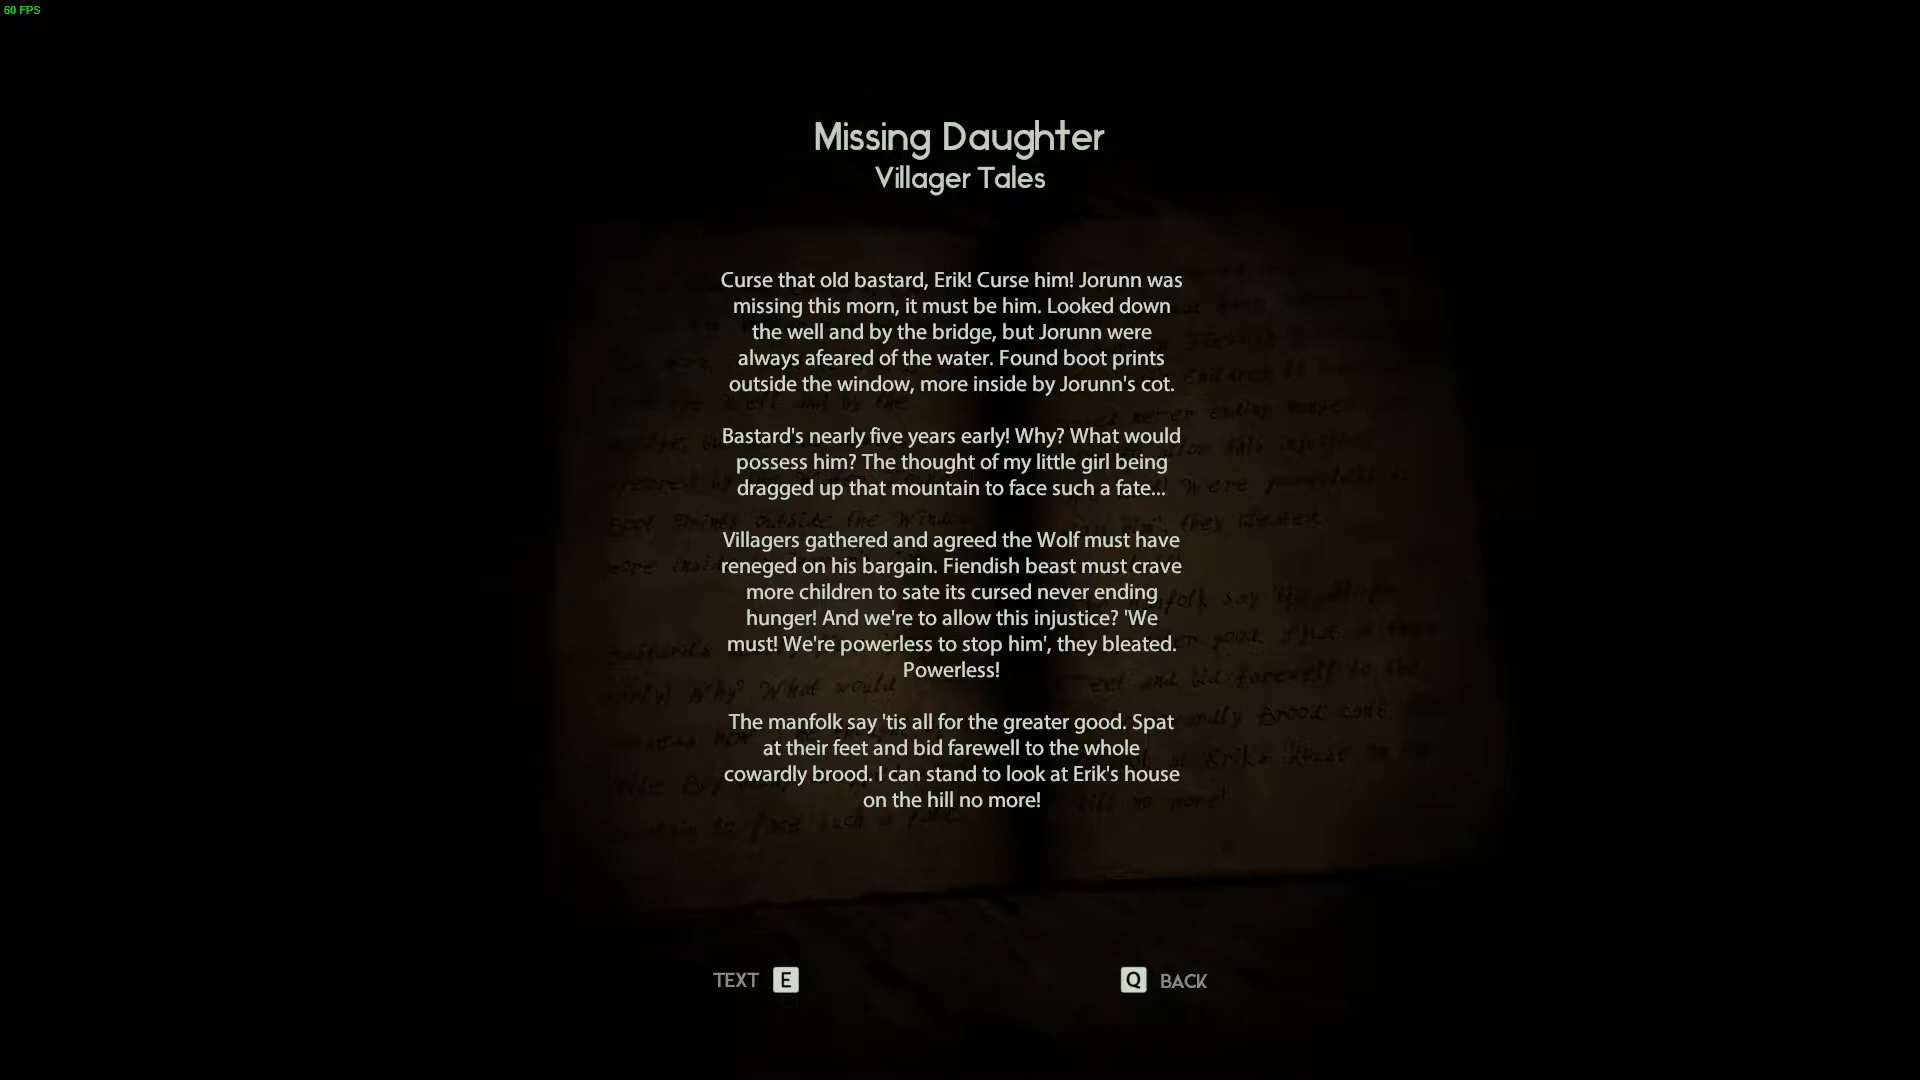 60 FPS
Missing Daughter
Villager Tales
Curse that old bastard, Erik! Curse him! Jorunn was
missing this morn, it must be him. Looked down
the well and by the bridge, but Jorunn were
always afeared of the water. Found boot prints
outside the window, more inside by Jorunn's cot.
Bastard's nearly five years early! Why? What would
possess him? The thought of my little girl being
dragged up that mountain to face such a fate...
Villagers gathered and agreed the Wolf must have
reneged on his bargain. Fiendish beast must crave
more children to sate its cursed never ending
hunger! And we're to allow this injustice? 'We
must! We're powerless to stop him', they bleated.
Powerless!
The manfolk say 'tis all for the greater good. Spat
at their feet and bid farewell to the whole
cowardly brood. I can stand to look at Erik's house
on the hill no more!
TEXT E
Q BACK